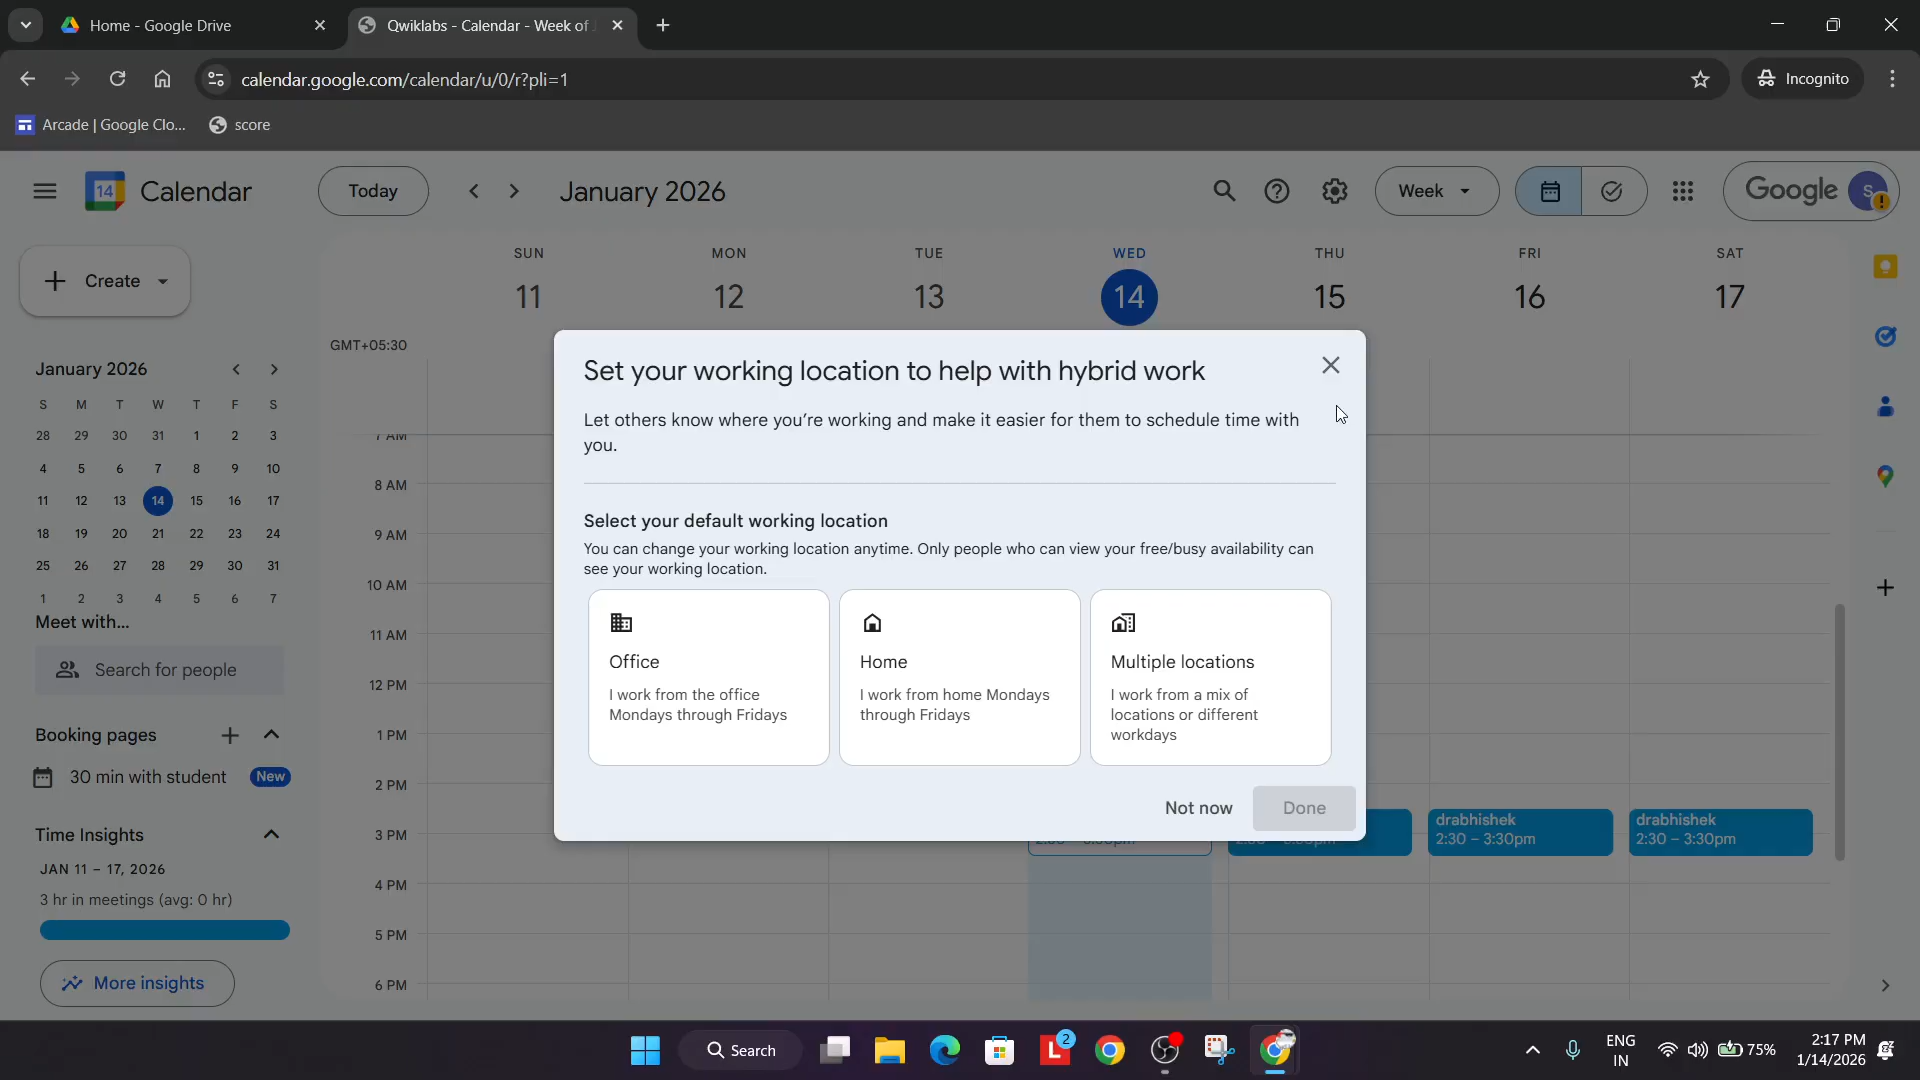 Home - Google Drive
Qwiklabs - Calendar - Week of J
calendar.google.com/calendar/u/0/r?pli=1
Incognito
Arcade | Google Clo...
score
14
Calendar
Today
January 2026
Week
Google
S
Create
SUN
MON
TUE
WED
THU
FRI
SAT
11
12
13
14
15
16
17
GMT+05:30
January 2026
S M T W T F S
28 29 30 31 1 2 3
4 5 6 7 8 9 10
11 12 13 14 15 16 17
18 19 20 21 22 23 24
25 26 27 28 29 30 31
1 2 3 4 5 6 7
Meet with...
Search for people
Booking pages
30 min with student
New
Time Insights
JAN 11 – 17, 2026
3 hr in meetings (avg: 0 hr)
More insights
7 AM
8 AM
9 AM
10 AM
11 AM
12 PM
1 PM
2 PM
3 PM
4 PM
5 PM
6 PM
Set your working location to help with hybrid work
Let others know where you're working and make it easier for them to schedule time with
you.
Select your default working location
You can change your working location anytime. Only people who can view your free/busy availability can
see your working location.
Office
I work from the office
Mondays through Fridays
Home
I work from home Mondays
through Fridays
Multiple locations
I work from a mix of
locations or different
workdays
Not now
Done
2:30 – 3:30pm
2:30 – 3:30pm
drabhishek
2:30 – 3:30pm
drabhishek
2:30 – 3:30pm
Search
L
2
ENG
IN
75%
2:17 PM
1/14/2026